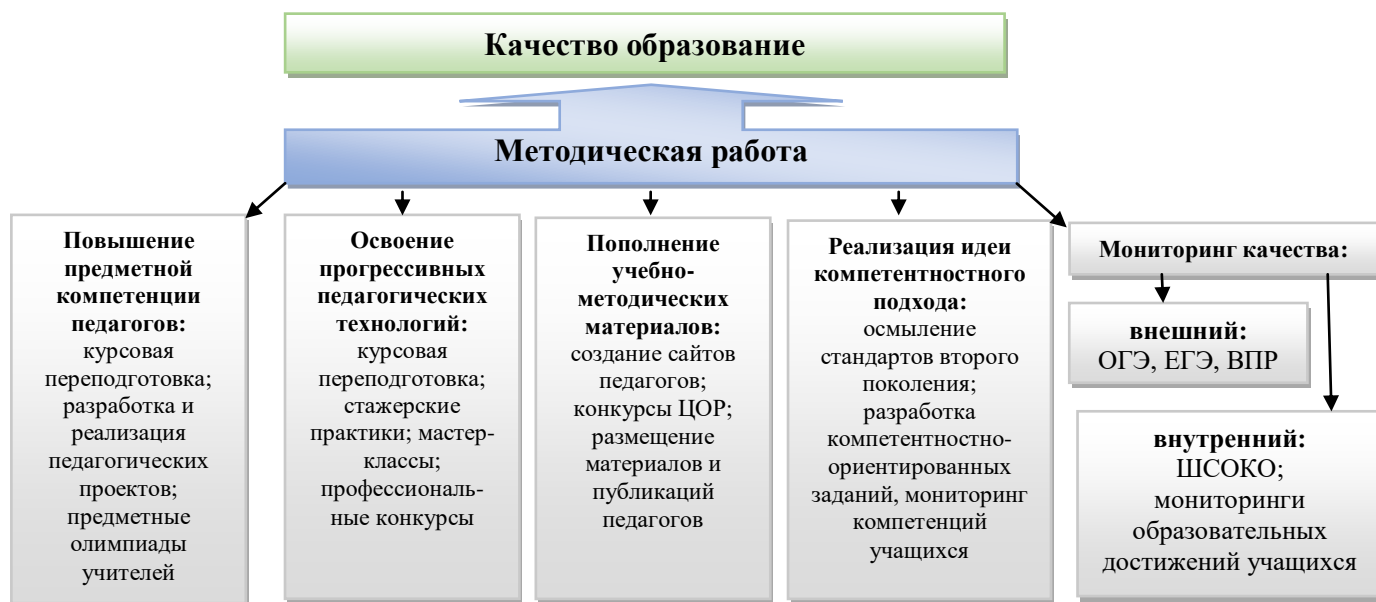 Качество образование
Методическая работа
Повышение
предметной
компетенции
педагогов:
курсовая
переподготовка;
разработка и
реализация
педагогических
проектов;
предметные
олимпиады
учителей
Освоение
прогрессивных
педагогических
технологий:
курсовая
переподготовка;
стажерские
практики; мастер-
классы;
профессиональ-
ные конкурсы
Пополнение
учебно-
методических
материалов:
создание сайтов
педагогов;
конкурсы ЦОР;
размещение
материалов и
публикаций
педагогов
Реализация идеи
компетентностного
подхода:
осмыление
стандартов второго
поколения;
разработка
компетентностно-
ориентированных
заданий, мониторинг
компетенций
учащихся
Мониторинг качества:
внешний:
ОГЭ, ЕГЭ, ВПР
внутренний:
ШСОКО;
мониторинги
образовательных
достижений учащихся